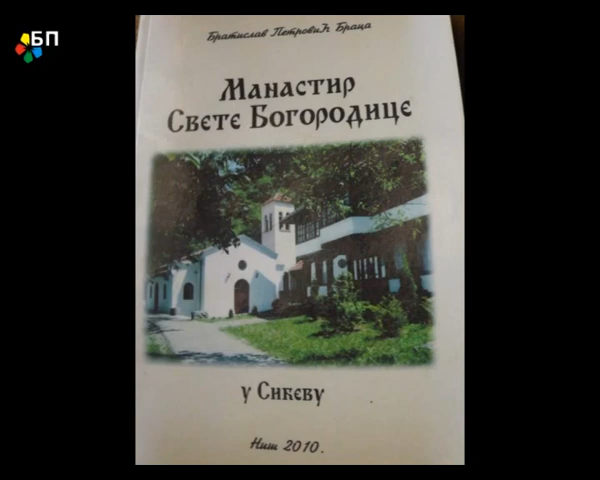 БП
Братислав Петровић Браца
Манастир
Свете Богородице
у Сићеву
Ниш 2010.